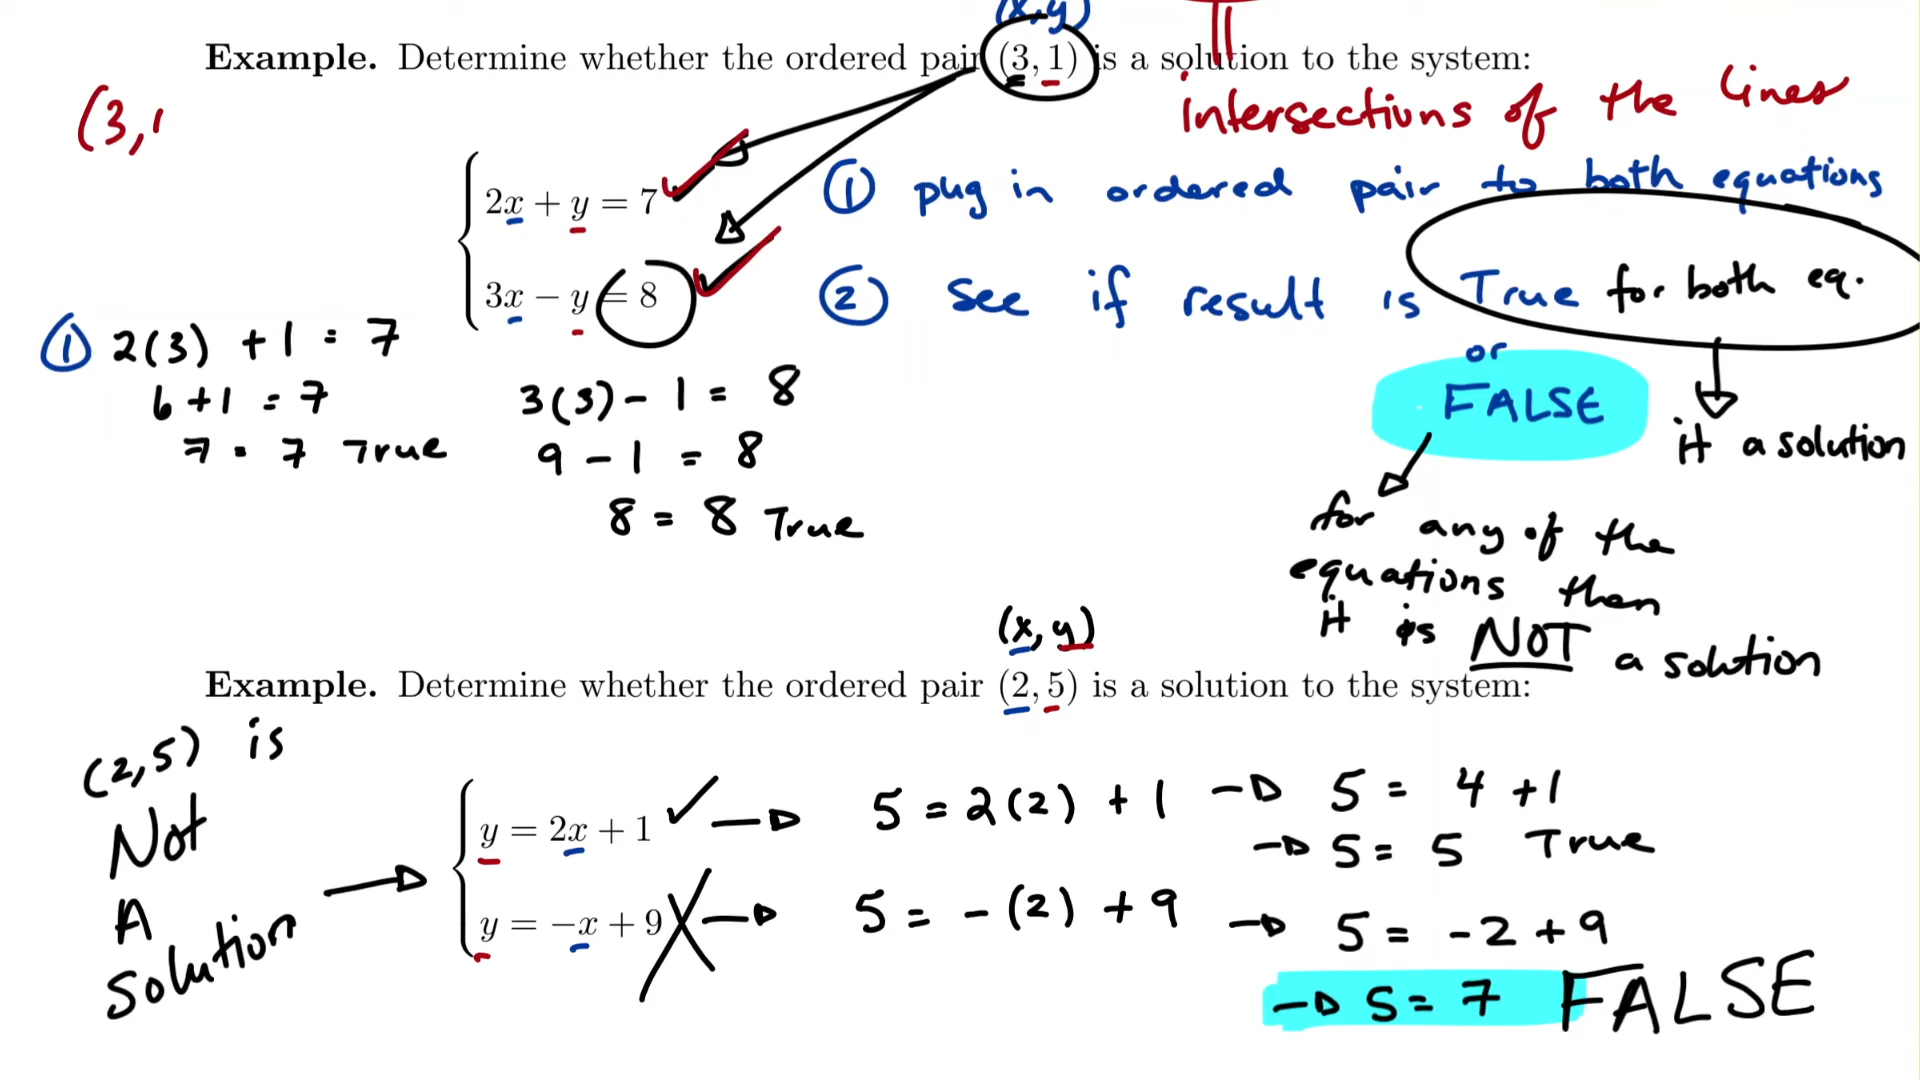 (x,y)
Example. Determine whether the ordered pair (3, 1) is a solution to the system:
(3,1
intersections of the lines
2x + y = 7
① plug in ordered pair to both equations
3x − y = 8
② see if result is True for both eq.
or
FALSE
it a solution
for any of the
equations then
it is NOT a solution
① 2(3) + 1 = 7
6 + 1 = 7
7 = 7 True
3(3) - 1 = 8
9 - 1 = 8
8 = 8 True
(x, y)
Example. Determine whether the ordered pair (2, 5) is a solution to the system:
(2,5) is
Not
A
solution
y = 2x + 1
5 = 2(2) + 1
5 = 4 + 1
5 = 5 True
y = −x + 9
5 = - (2) + 9
5 = -2 + 9
5 = 7 FALSE